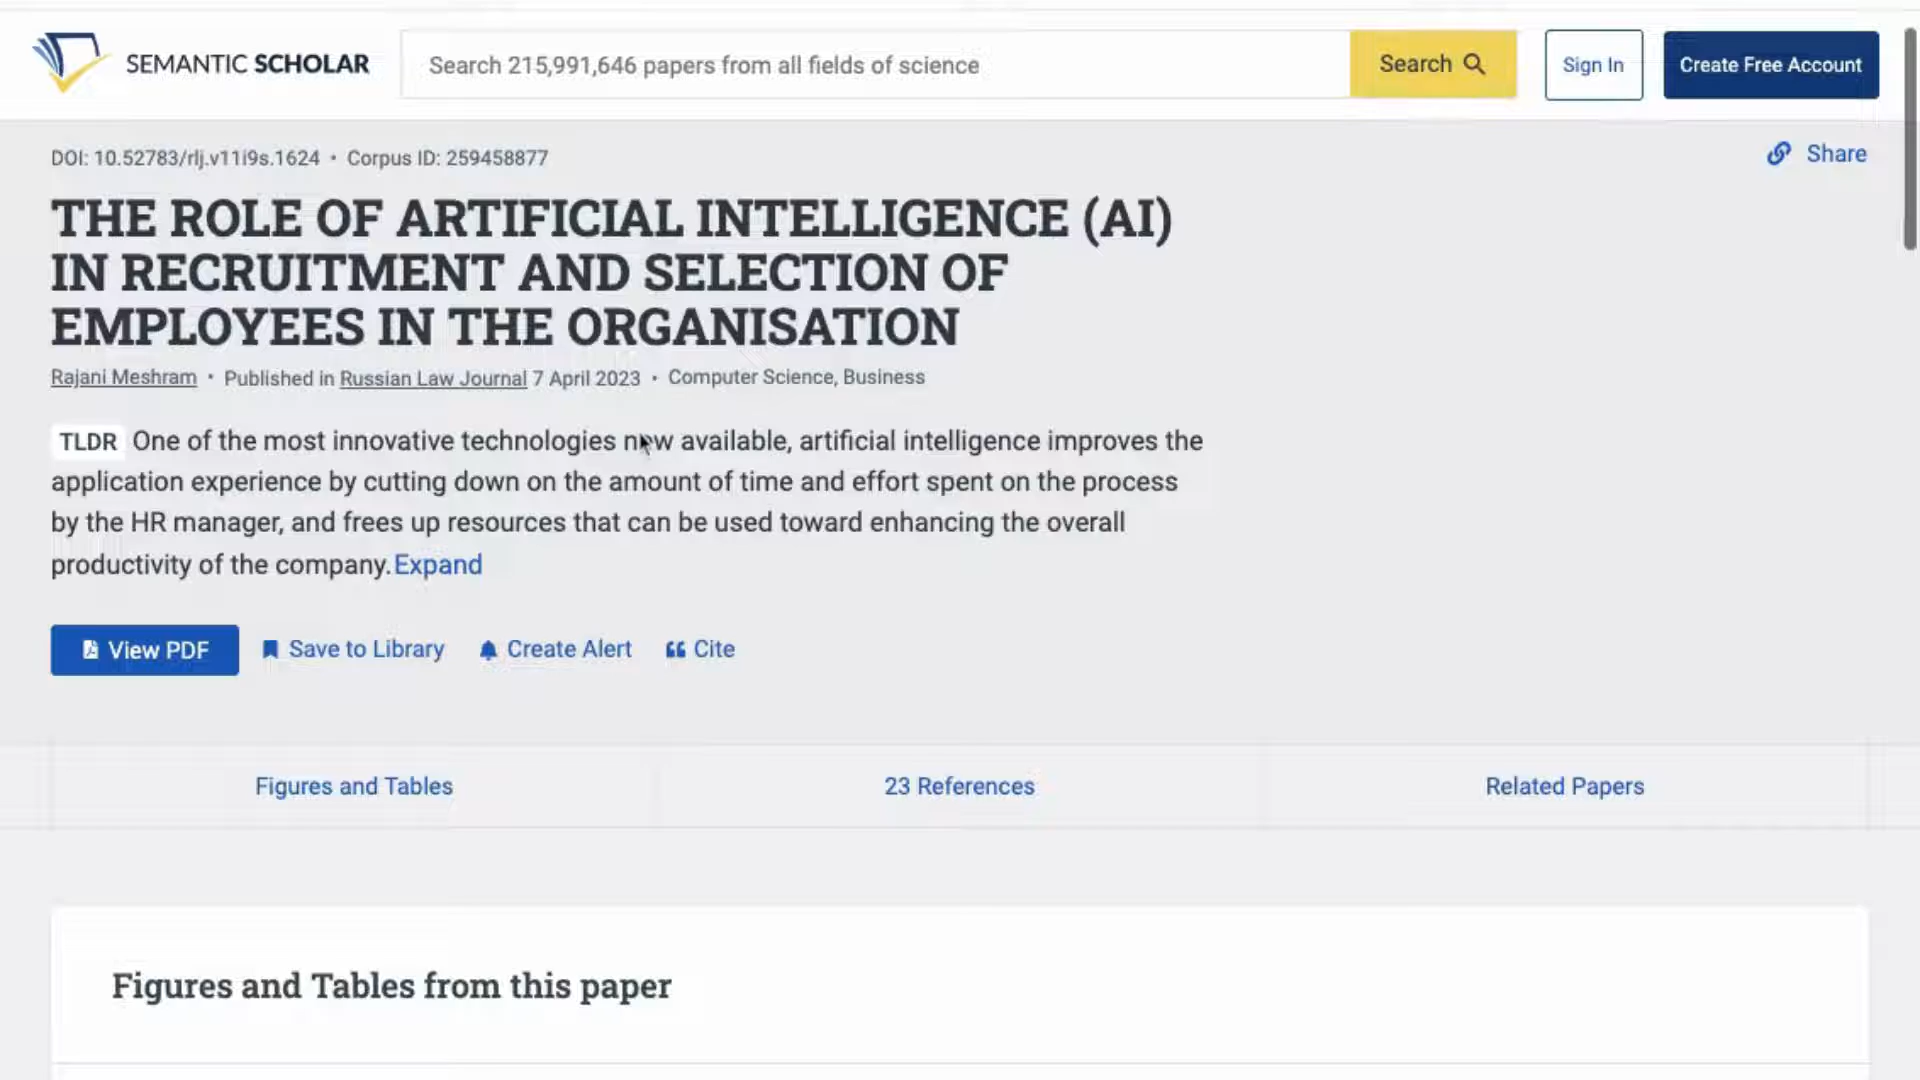 SEMANTIC SCHOLAR
Search 215,991,646 papers from all fields of science
Search
Sign In
Create Free Account
DOI: 10.52783/rlj.v11i9s.1624 • Corpus ID: 259458877
Share
THE ROLE OF ARTIFICIAL INTELLIGENCE (AI)
IN RECRUITMENT AND SELECTION OF
EMPLOYEES IN THE ORGANISATION
Rajani Meshram • Published in Russian Law Journal 7 April 2023 • Computer Science, Business
TLDR One of the most innovative technologies now available, artificial intelligence improves the
application experience by cutting down on the amount of time and effort spent on the process
by the HR manager, and frees up resources that can be used toward enhancing the overall
productivity of the company. Expand
View PDF
Save to Library
Create Alert
Cite
Figures and Tables
23 References
Related Papers
Figures and Tables from this paper